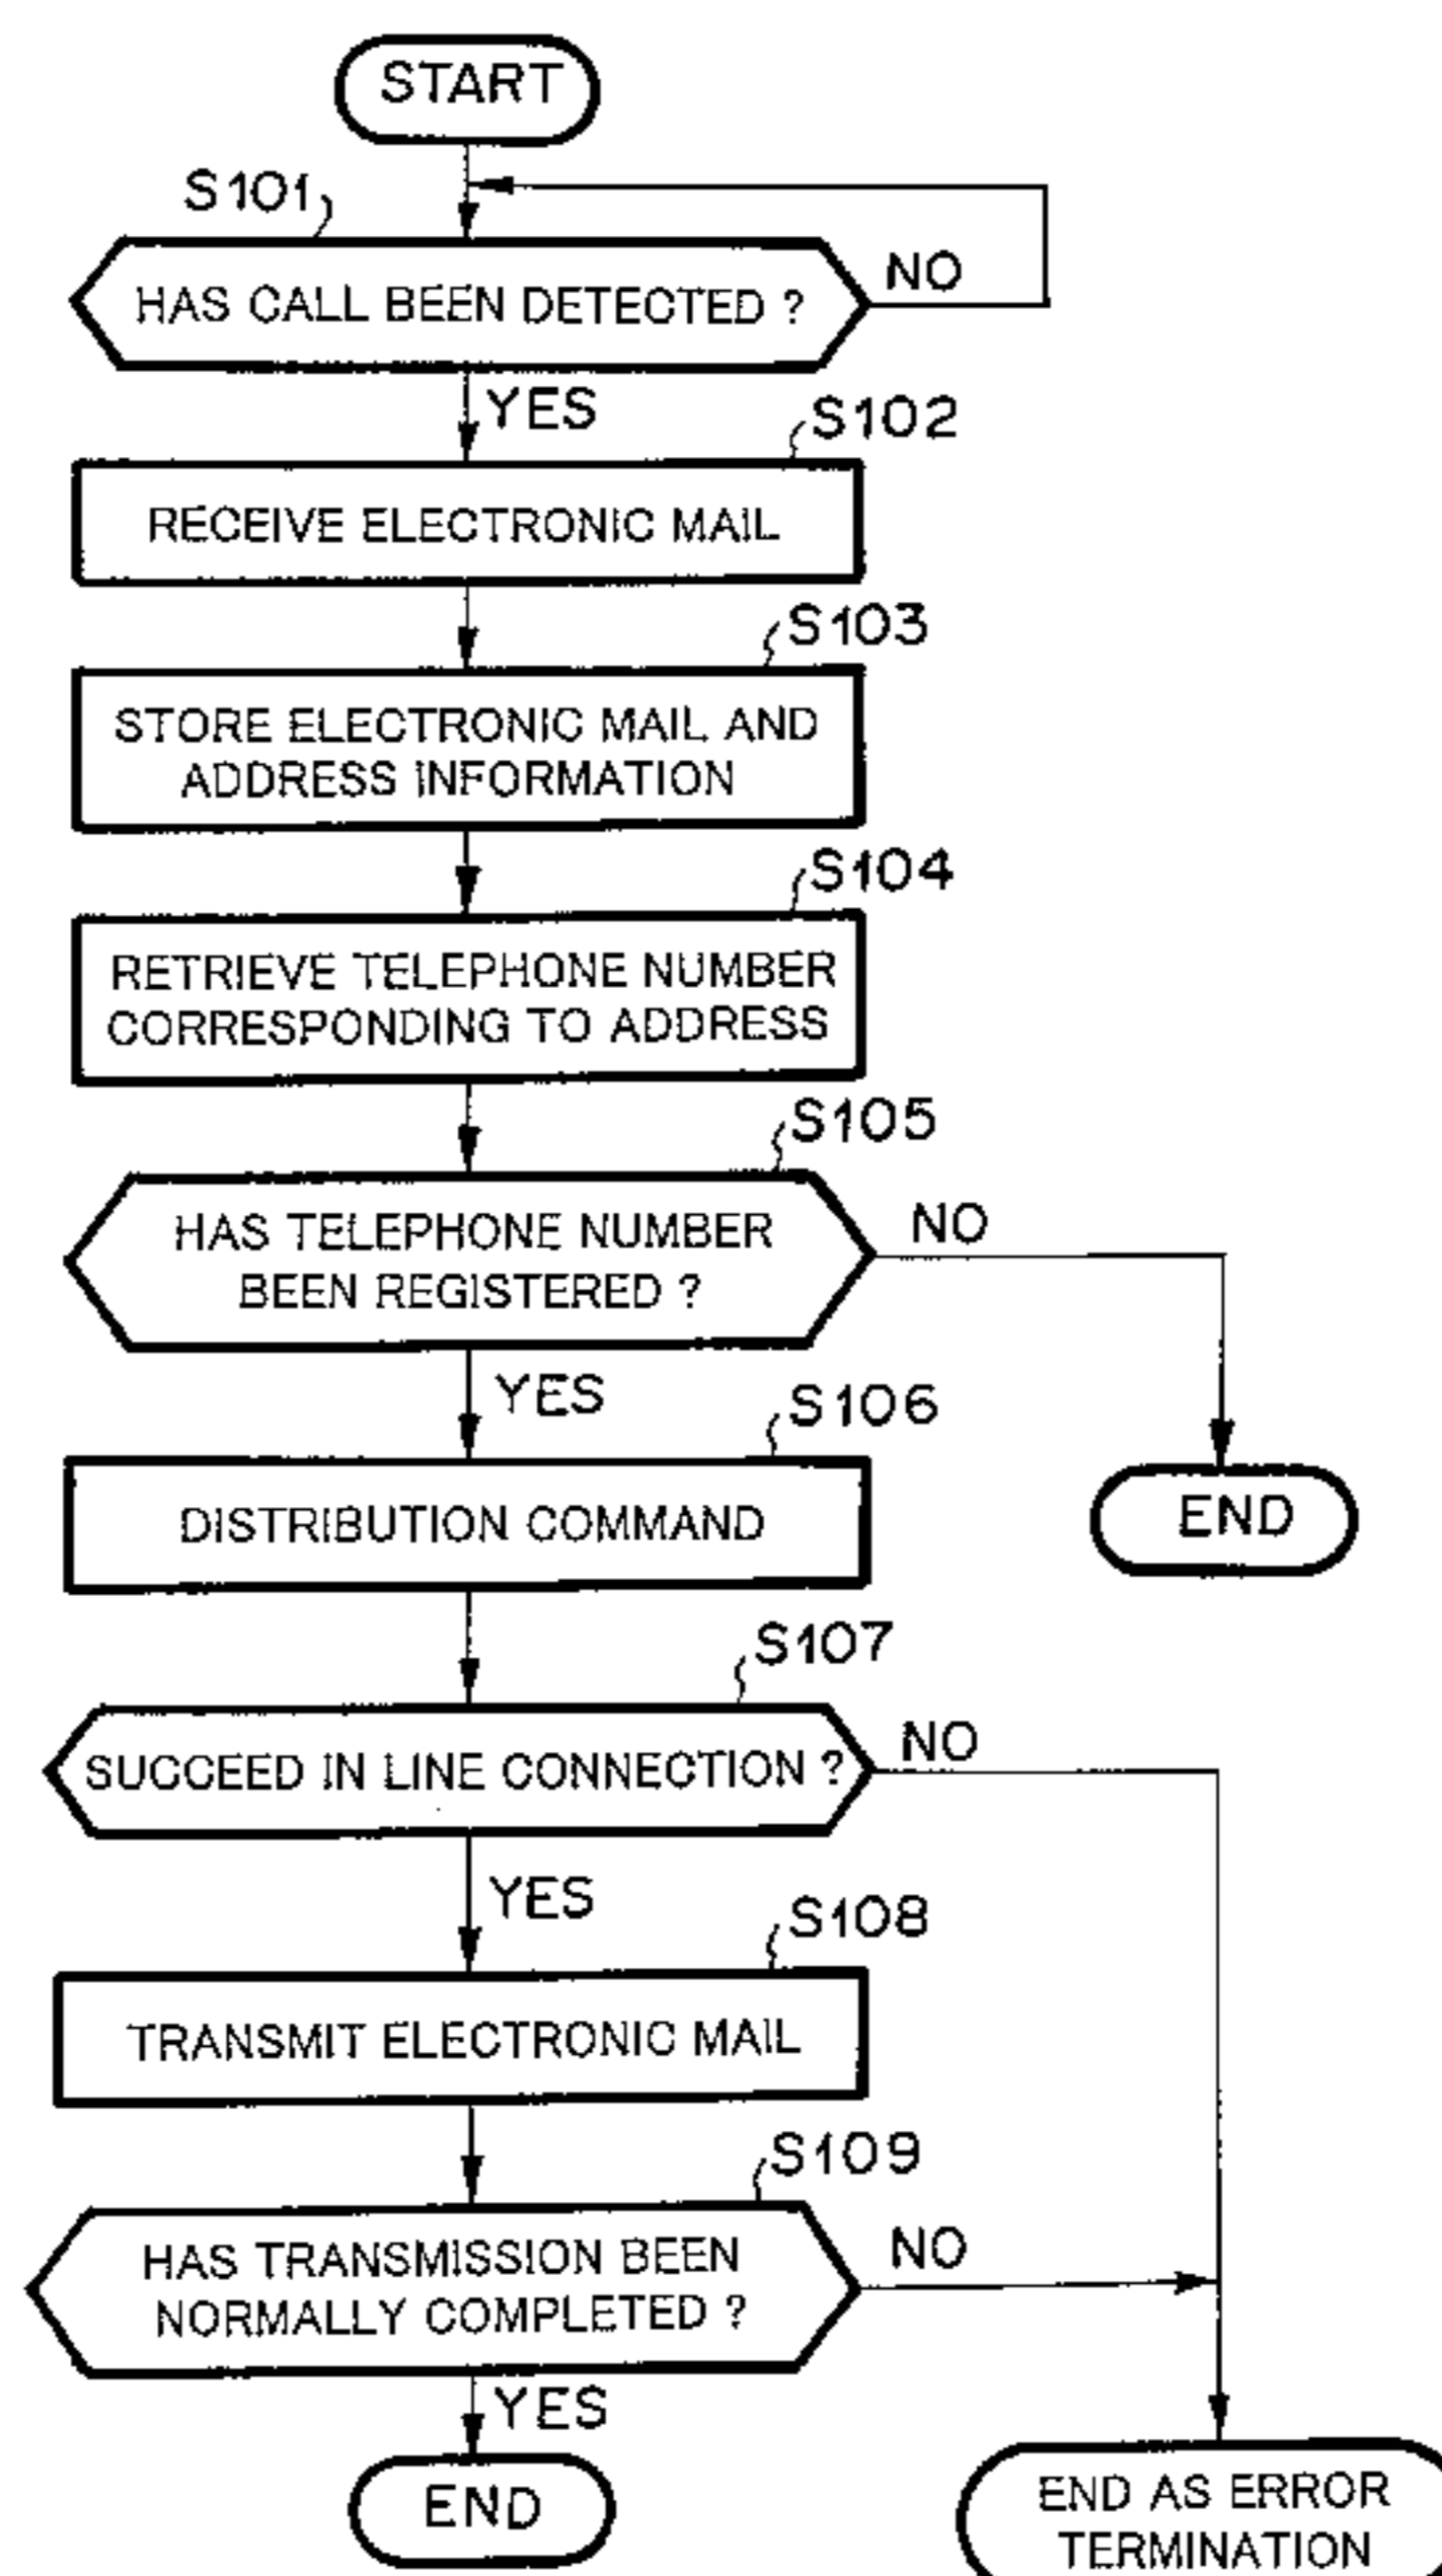 START
S101
HAS CALL BEEN DETECTED ?
NO
YES
S102
RECEIVE ELECTRONIC MAIL
S103
STORE ELECTRONIC MAIL AND
ADDRESS INFORMATION
S104
RETRIEVE TELEPHONE NUMBER
CORRESPONDING TO ADDRESS
S105
HAS TELEPHONE NUMBER
BEEN REGISTERED ?
NO
YES
S106
DISTRIBUTION COMMAND
END
S107
SUCCEED IN LINE CONNECTION ?
NO
YES
S108
TRANSMIT ELECTRONIC MAIL
S109
HAS TRANSMISSION BEEN
NORMALLY COMPLETED ?
NO
YES
END
END AS ERROR
TERMINATION